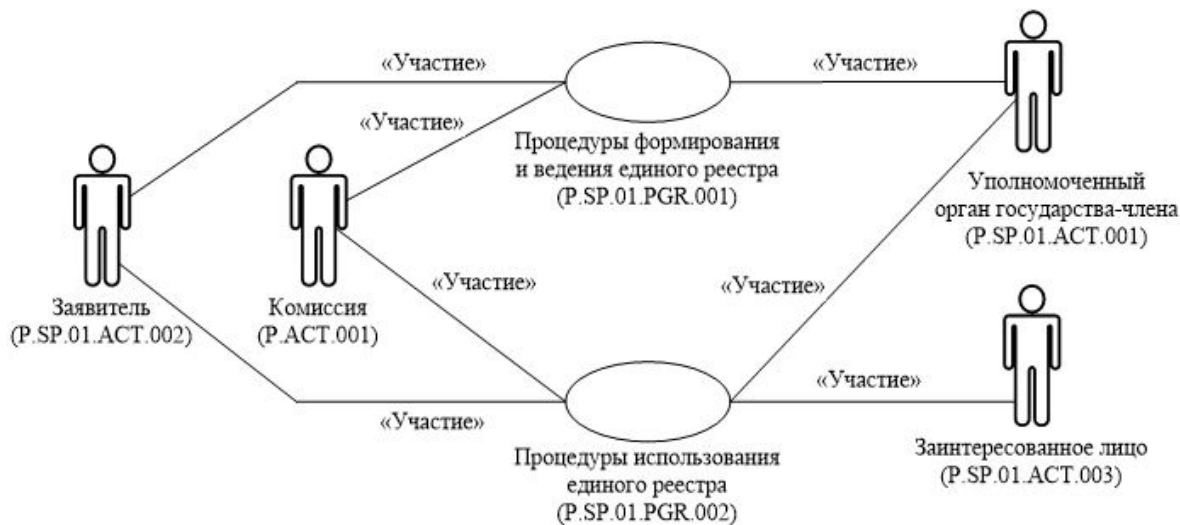 «Участие»
«Участие»
«Участие»
Процедуры формирования
и ведения единого реестра
(P.SP.01.PGR.001)
Уполномоченный
орган государства-члена
(P.SP.01.ACT.001)
Заявитель
(P.SP.01.ACT.002)
Комиссия
(P.ACT.001)
«Участие»
«Участие»
«Участие»
«Участие»
Процедуры использования
единого реестра
(P.SP.01.PGR.002)
Заинтересованное лицо
(P.SP.01.ACT.003)